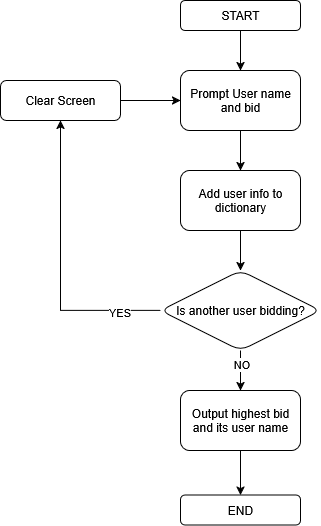 START
Prompt User name
and bid
Clear Screen
Add user info to
dictionary
Is another user bidding?
YES
NO
Output highest bid
and its user name
END